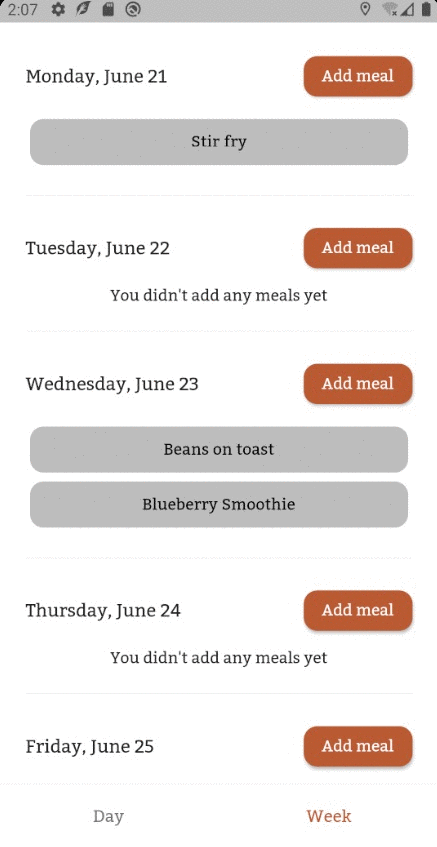 2:07
Monday, June 21
Add meal
Stir fry
Tuesday, June 22
Add meal
You didn't add any meals yet
Wednesday, June 23
Add meal
Beans on toast
Blueberry Smoothie
Thursday, June 24
Add meal
You didn't add any meals yet
Friday, June 25
Add meal
Day
Week